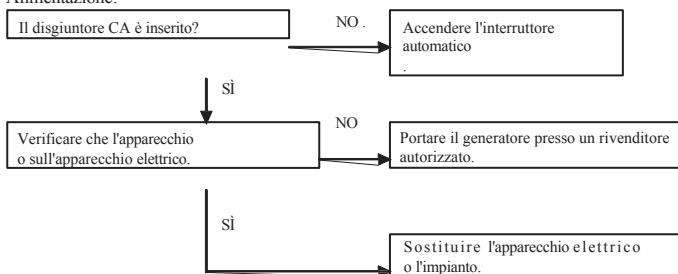 Alimentazione:
Il disgiuntore CA è inserito?
NO .
Accendere l'interruttore
automatico
.
SÌ
Verificare che l'apparecchio
o sull'apparecchio elettrico.
NO
Portare il generatore presso un rivenditore
autorizzato.
SÌ
Sostituire l'apparecchio elettrico
o l'impianto.